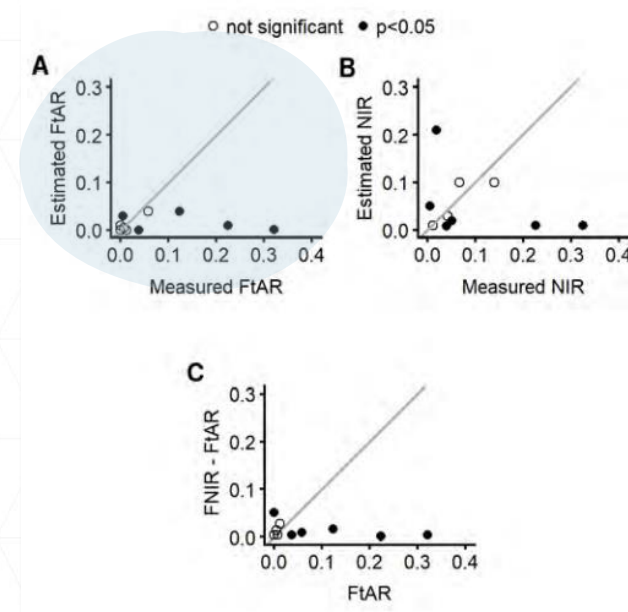 ○ not significant ● p<0.05
A
Estimated FtAR
0.3
0.2
0.1
0.0
0.0 0.1 0.2 0.3 0.4
Measured FtAR
B
Estimated NIR
0.3
0.2
0.1
0.0
0.0 0.1 0.2 0.3 0.4
Measured NIR
C
FNIR - FtAR
0.3
0.2
0.1
0.0
0.0 0.1 0.2 0.3 0.4
FtAR